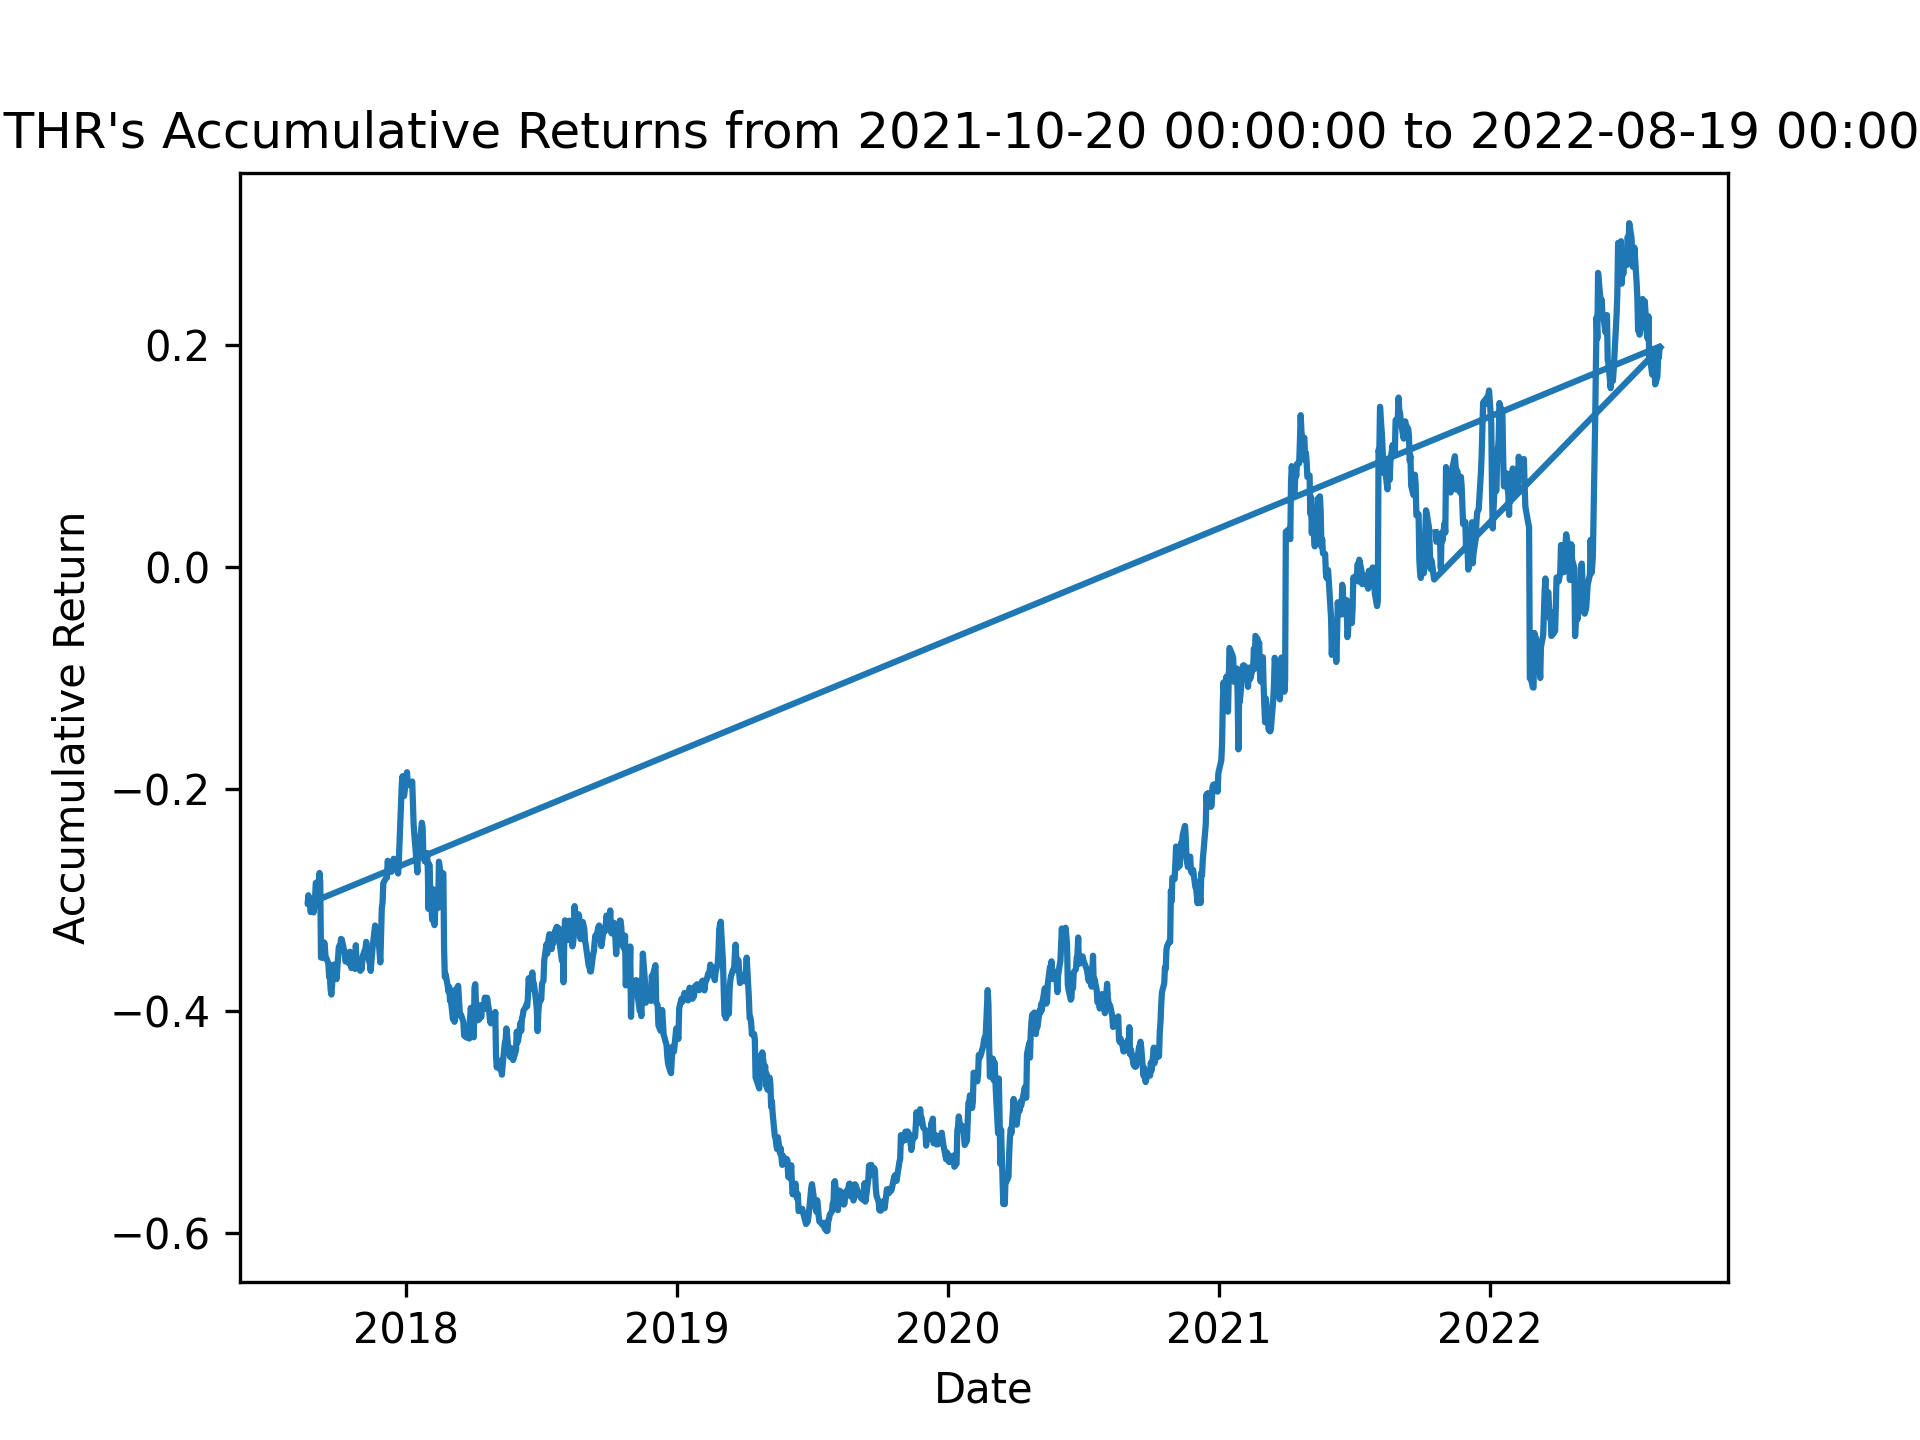 THR's Accumulative Returns from 2021-10-20 00:00:00 to 2022-08-19 00:00
Accumulative Return
0.2
0.0
−0.2
−0.4
−0.6
2018 2019 2020 2021 2022
Date